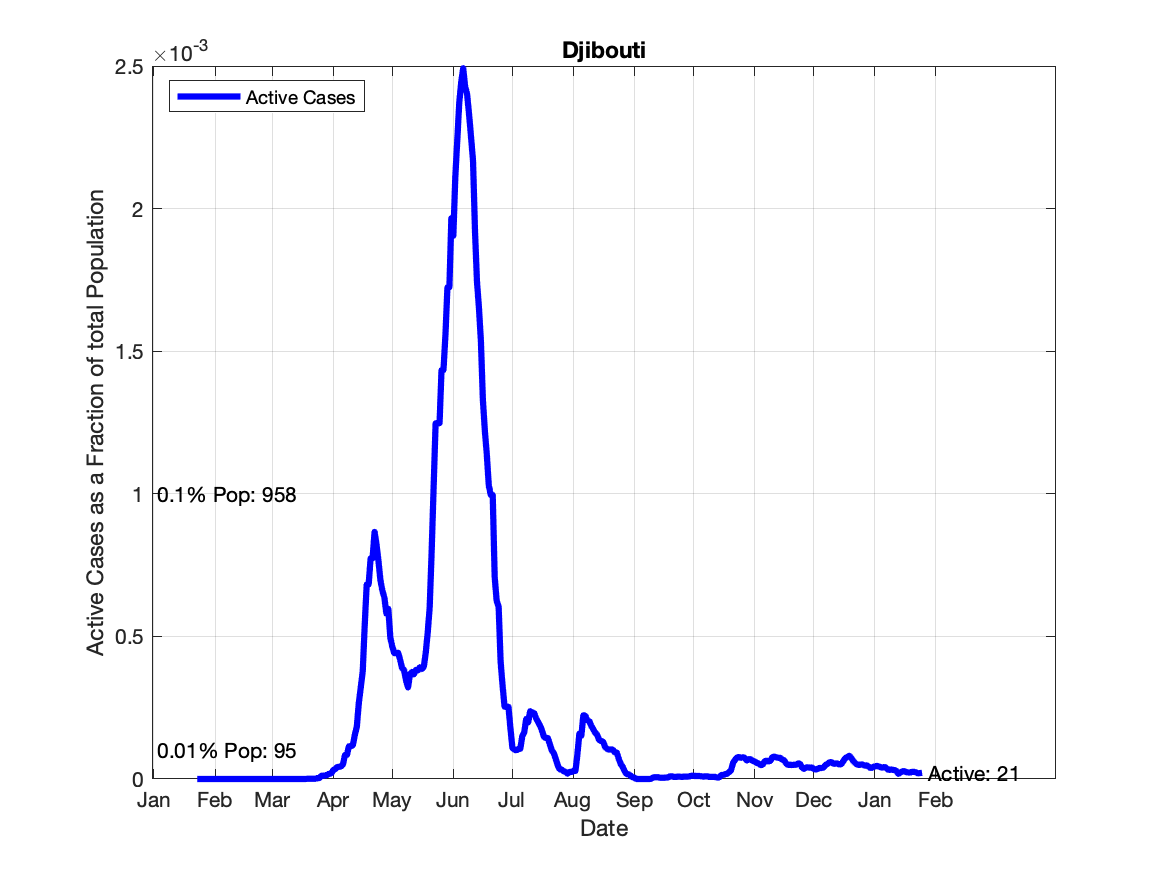 Djibouti
×10-3
Active Cases
2.5
2
1.5
1
0.5
0
0.1% Pop: 958
0.01% Pop: 95
Active: 21
Active Cases as a Fraction of total Population
Jan Feb Mar Apr May Jun Jul Aug Sep Oct Nov Dec Jan Feb
Date